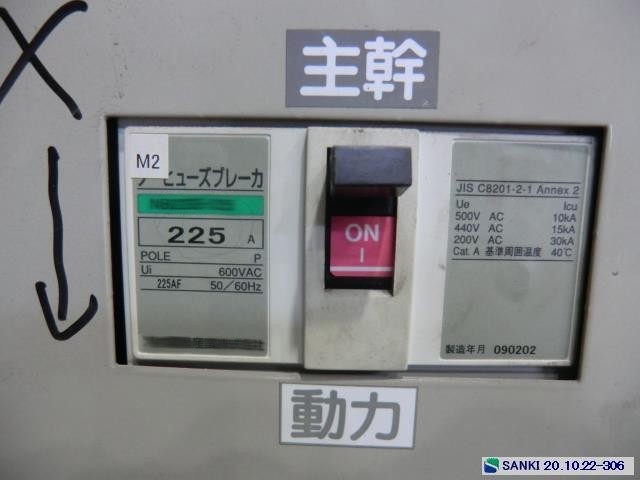 主幹
M2
ヒューズブレーカ
225 A
POLE P
Ui 600VAC
225AF 50/60Hz
ON
I
JIS C8201-2-1 Annex 2
Ue Icu
500V AC 10kA
440V AC 15kA
200V AC 30kA
Cat. A 基準周囲温度 40℃
製造年月 090202
動力
SANKI 20.10.22-306